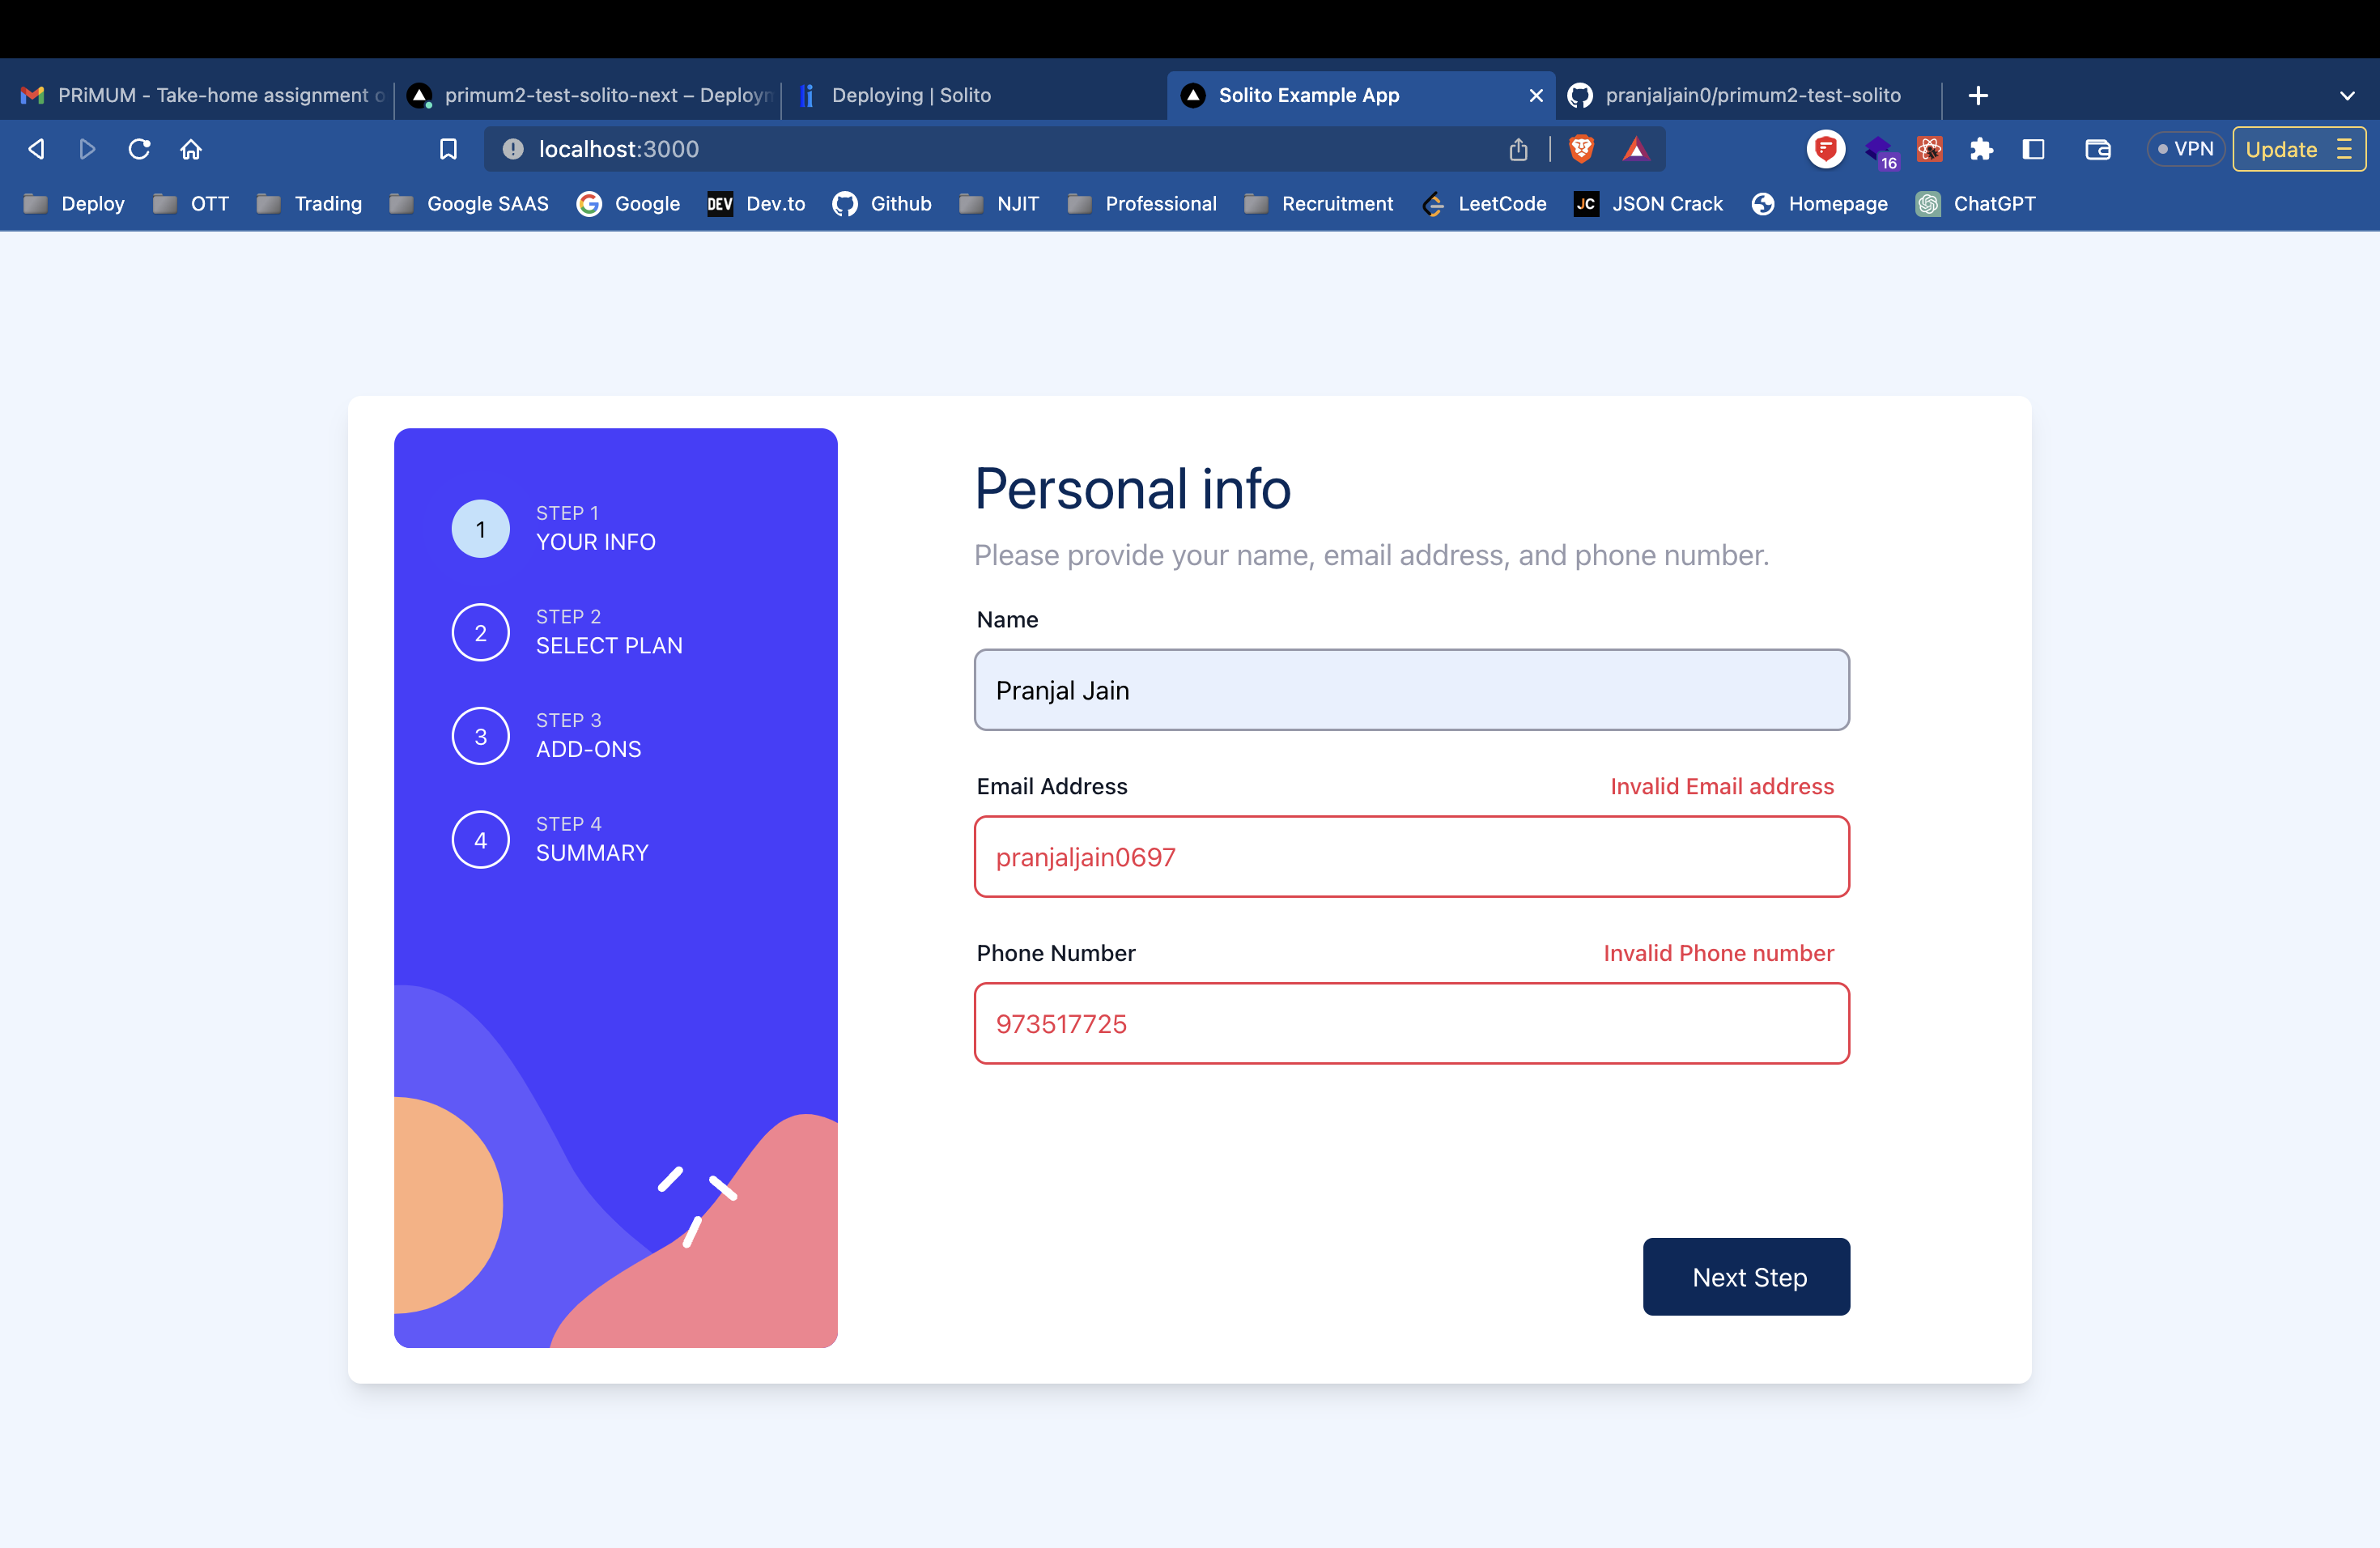 PRiMUM - Take-home assignment o
primum2-test-solito-next – Deploym
Deploying | Solito
Solito Example App
pranjaljain0/primum2-test-solito
localhost:3000
16
VPN
Update
Deploy
OTT
Trading
Google SAAS
Google
DEV Dev.to
Github
NJIT
Professional
Recruitment
LeetCode
JC JSON Crack
Homepage
ChatGPT
1
STEP 1
YOUR INFO
2
STEP 2
SELECT PLAN
3
STEP 3
ADD-ONS
4
STEP 4
SUMMARY
Personal info
Please provide your name, email address, and phone number.
Name
Pranjal Jain
Email Address
Invalid Email address
pranjaljain0697
Phone Number
Invalid Phone number
973517725
Next Step